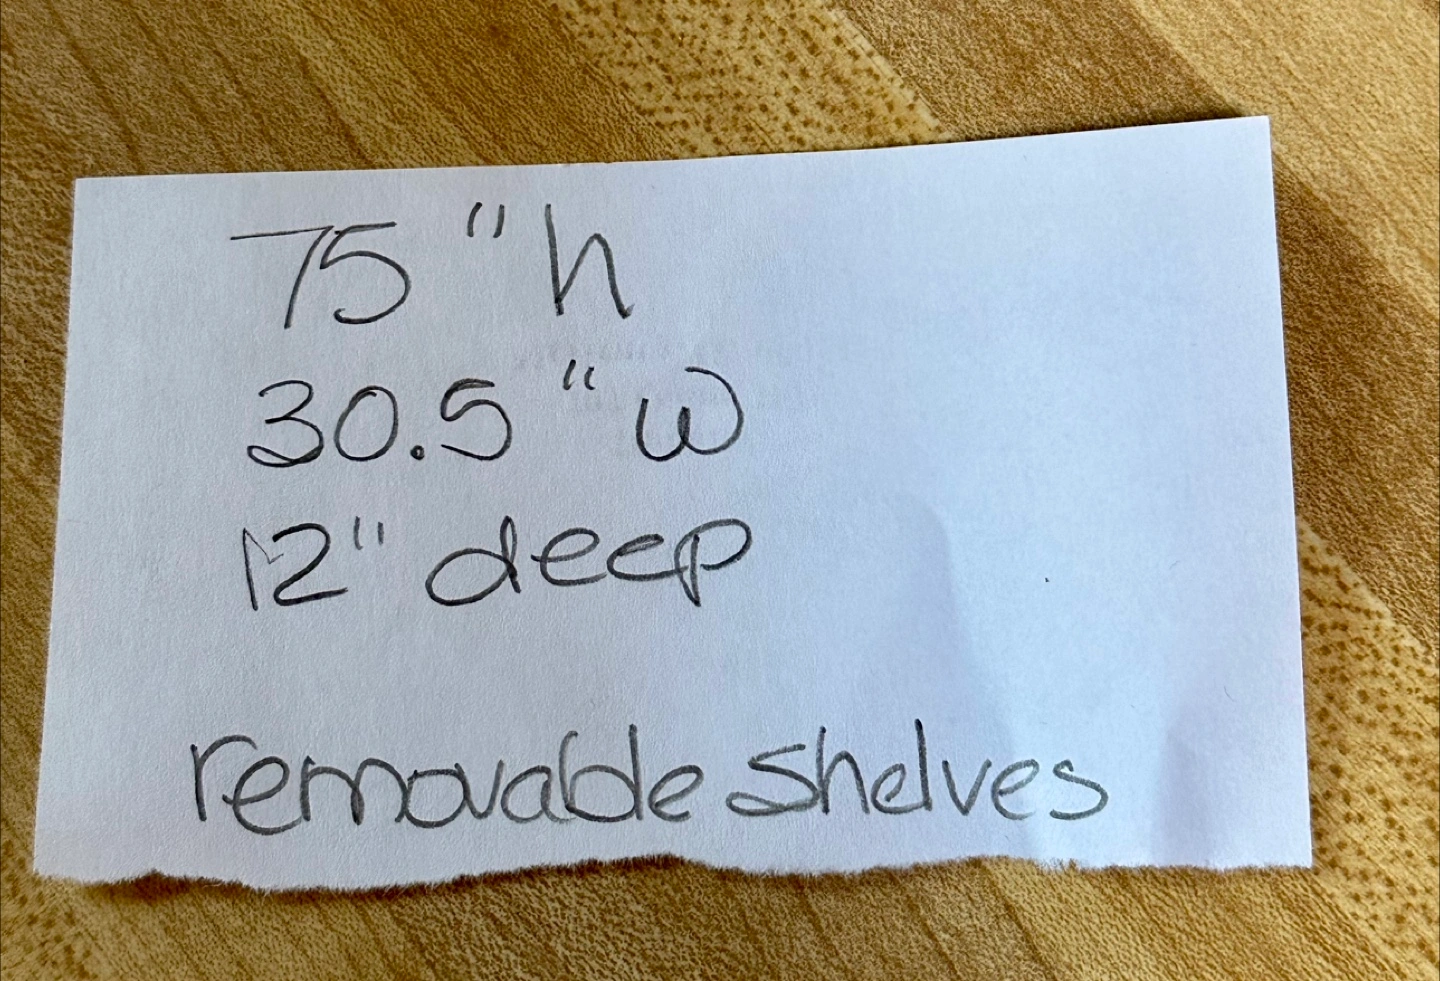 75"h
30.5"w
12" deep
removable shelves